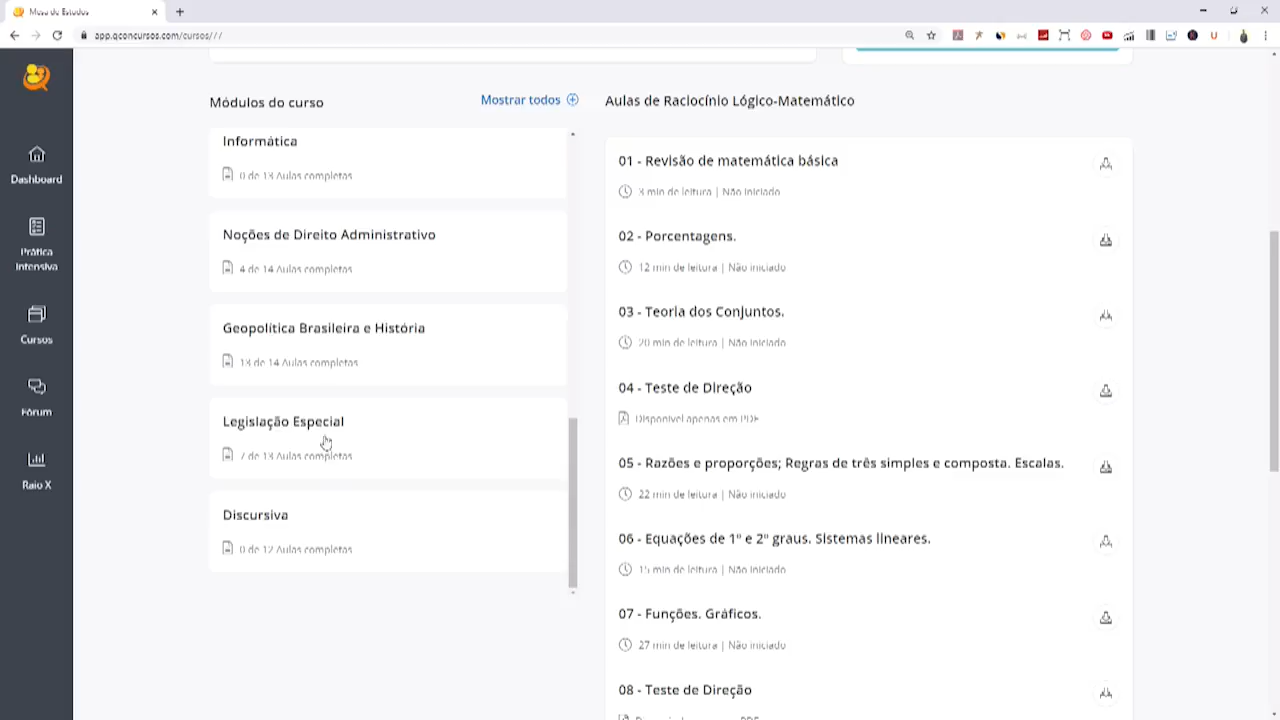 Mesa de Estudos
app.qconcursos.com/cursos///
Dashboard
Prática
Intensiva
Cursos
Fórum
Raio X
Módulos do curso
Mostrar todos
Informática
0 de 13 Aulas completas
Noções de Direito Administrativo
4 de 14 Aulas completas
Geopolítica Brasileira e História
13 de 14 Aulas completas
Legislação Especial
7 de 13 Aulas completas
Discursiva
0 de 12 Aulas completas
Aulas de Raciocínio Lógico-Matemático
01 - Revisão de matemática básica
3 min de leitura | Não iniciado
02 - Porcentagens.
12 min de leitura | Não iniciado
03 - Teoria dos Conjuntos.
20 min de leitura | Não iniciado
04 - Teste de Direção
Disponível apenas em PDF
05 - Razões e proporções; Regras de três simples e composta. Escalas.
22 min de leitura | Não iniciado
06 - Equações de 1º e 2º graus. Sistemas lineares.
15 min de leitura | Não iniciado
07 - Funções. Gráficos.
27 min de leitura | Não iniciado
08 - Teste de Direção